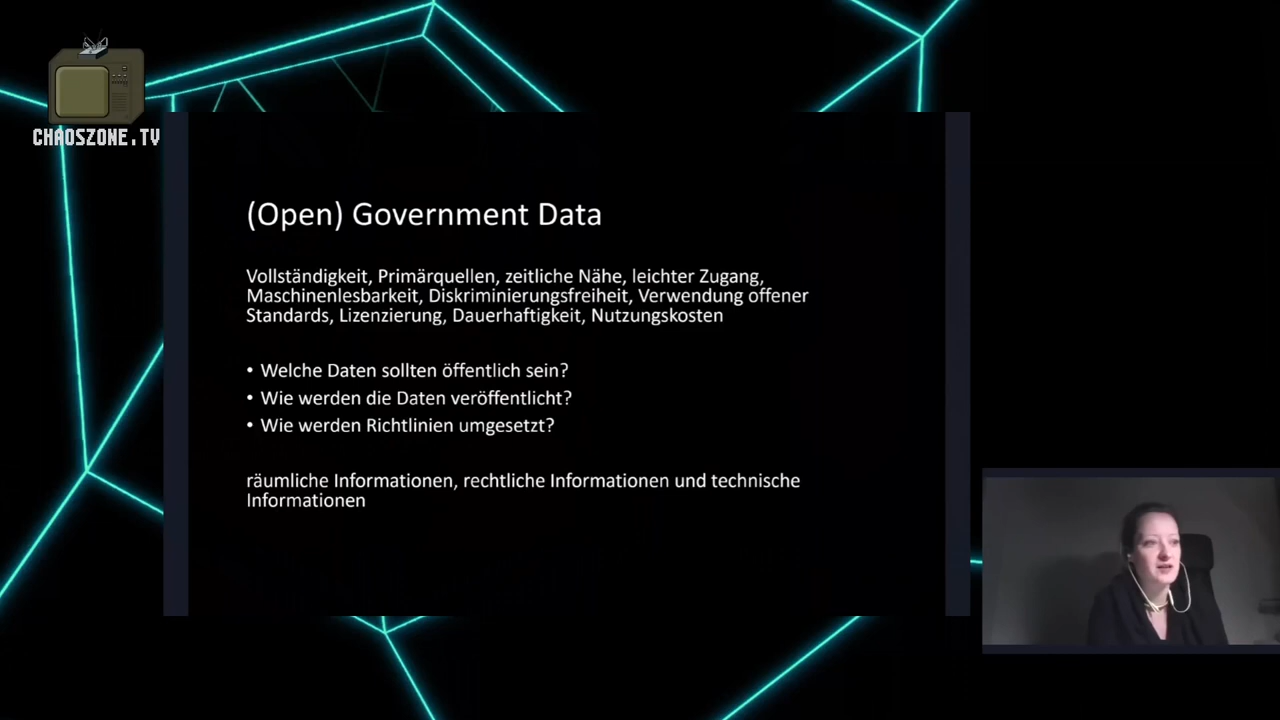 CHAOSZONE.TV
(Open) Government Data
Vollständigkeit, Primärquellen, zeitliche Nähe, leichter Zugang,
Maschinenlesbarkeit, Diskriminierungsfreiheit, Verwendung offener
Standards, Lizenzierung, Dauerhaftigkeit, Nutzungskosten
• Welche Daten sollten öffentlich sein?
• Wie werden die Daten veröffentlicht?
• Wie werden Richtlinien umgesetzt?
räumliche Informationen, rechtliche Informationen und technische
Informationen